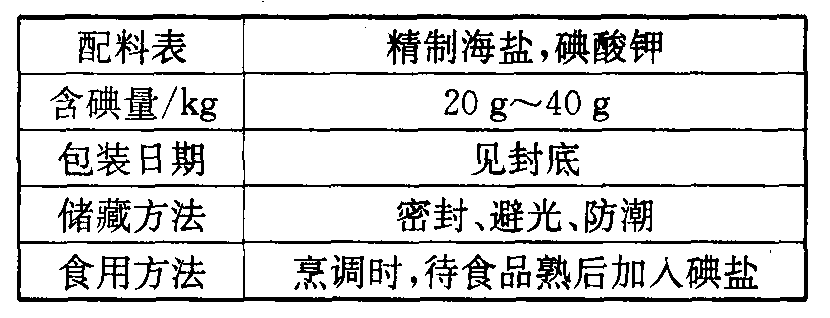 配料表 精制海盐,碘酸钾
含碘量/kg 20 g～40 g
包装日期 见封底
储藏方法 密封、避光、防潮
食用方法 烹调时,待食品熟后加入碘盐